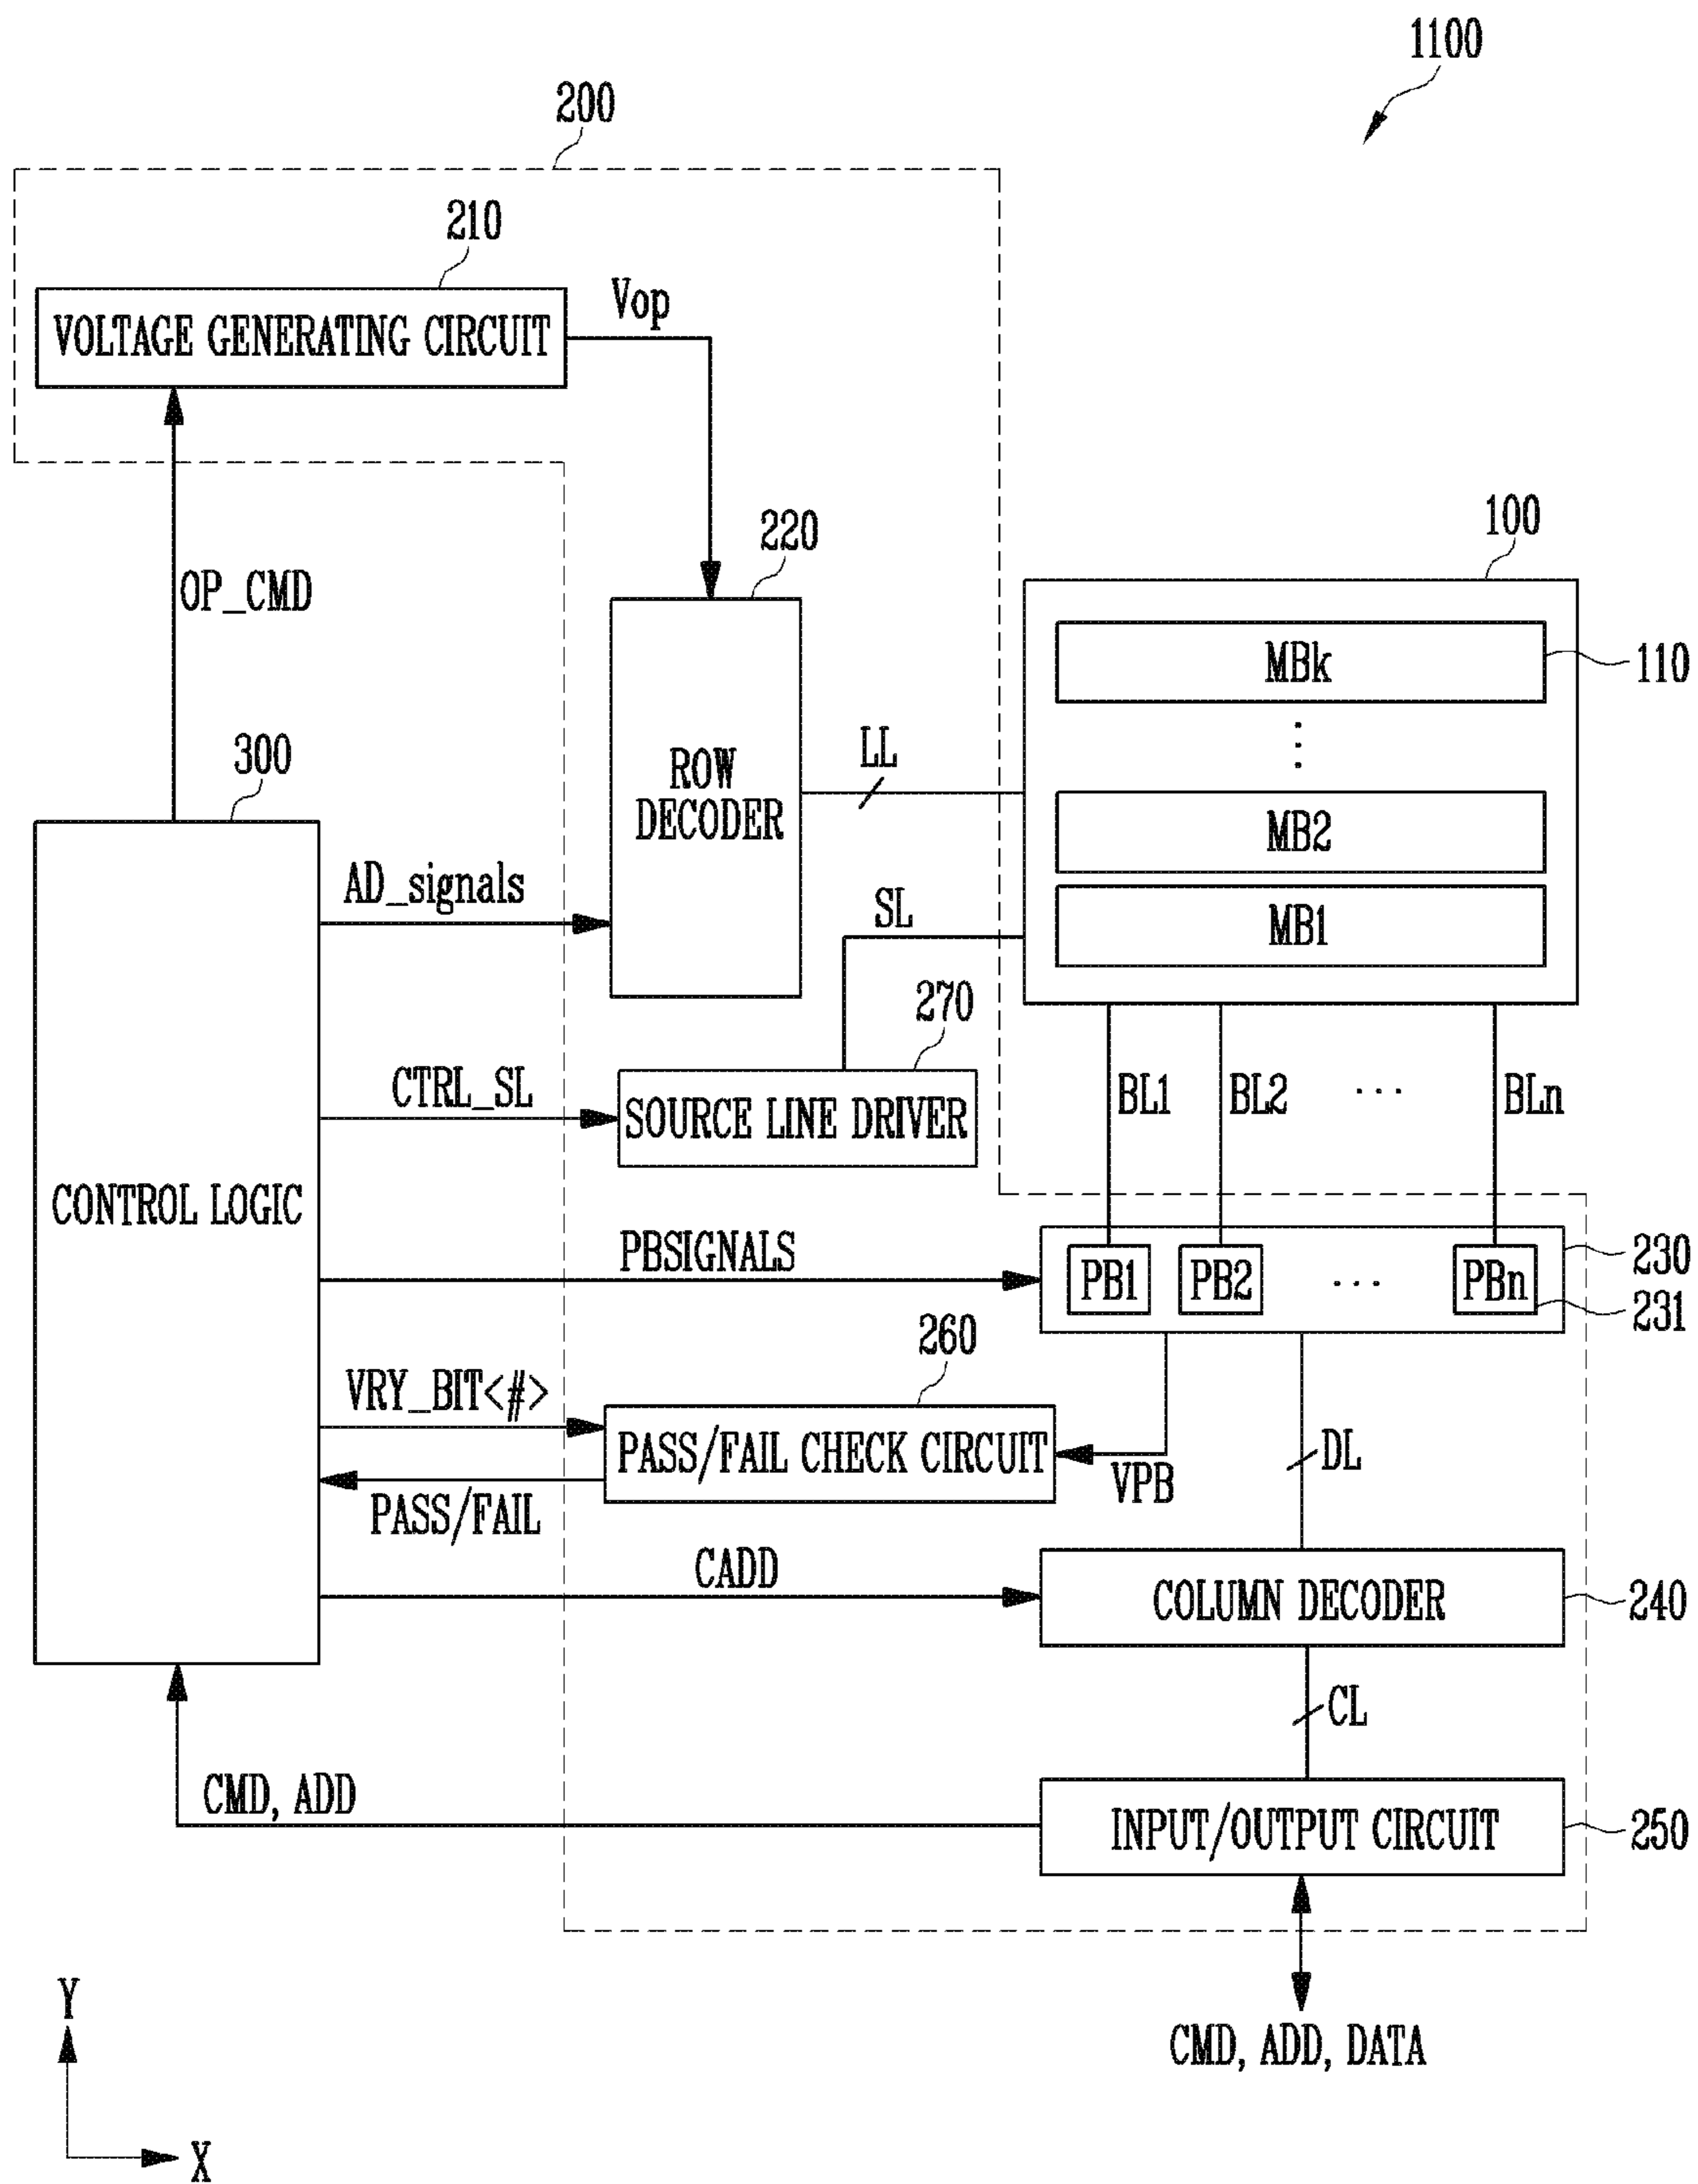 1100
200
210
VOLTAGE GENERATING CIRCUIT
Vop
OP_CMD
220
ROW
DECODER
100
MBk
110
⋮
MB2
MB1
LL
SL
300
CONTROL LOGIC
AD_signals
270
CTRL_SL
SOURCE LINE DRIVER
BL1
BL2
...
BLn
PBSIGNALS
PB1
PB2
...
PBn
230
231
260
VRY_BIT<#>
PASS/FAIL CHECK CIRCUIT
PASS/FAIL
VPB
DL
CADD
COLUMN DECODER
240
CL
CMD, ADD
INPUT/OUTPUT CIRCUIT
250
CMD, ADD, DATA
Y
X